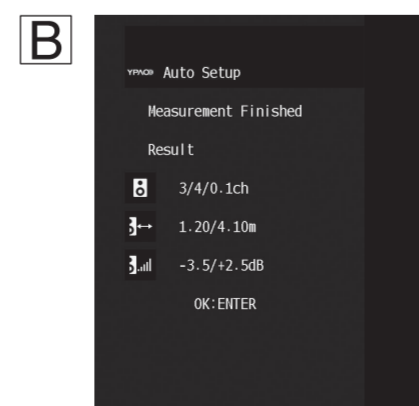 B
YPAO Auto Setup
Measurement Finished
Result
3/4/0.1ch
1.20/4.10m
-3.5/+2.5dB
OK:ENTER